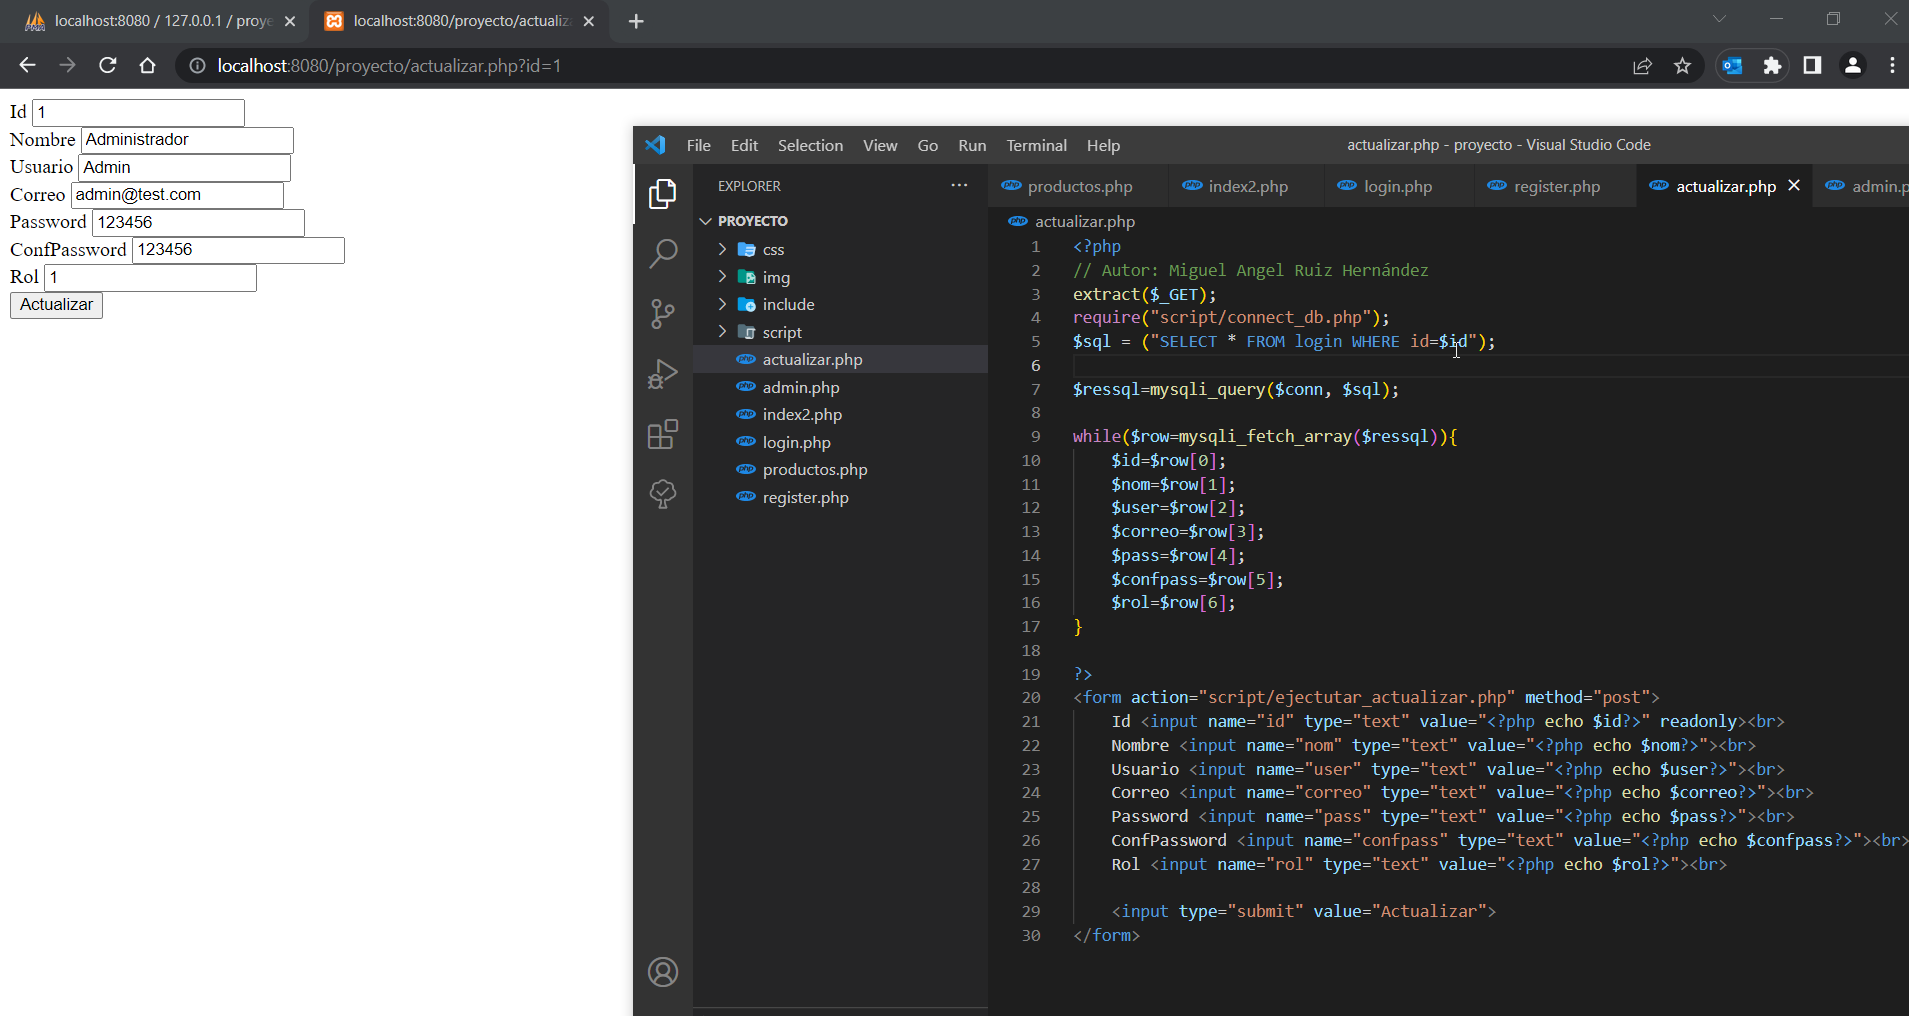 localhost:8080 / 127.0.0.1 / proye
localhost:8080/proyecto/actualiz
localhost:8080/proyecto/actualizar.php?id=1
Id 1
Nombre Administrador
Usuario Admin
Correo admin@test.com
Password 123456
ConfPassword 123456
Rol 1
Actualizar
File Edit Selection View Go Run Terminal Help
actualizar.php - proyecto - Visual Studio Code
EXPLORER
PROYECTO
css
img
include
script
actualizar.php
admin.php
index2.php
login.php
productos.php
register.php
productos.php index2.php login.php register.php actualizar.php admin.p
actualizar.php
1 <?php
2 // Autor: Miguel Angel Ruiz Hernández
3 extract($_GET);
4 require("script/connect_db.php");
5 $sql = ("SELECT * FROM login WHERE id=$id");
6
7 $ressql=mysqli_query($conn, $sql);
8
9 while($row=mysqli_fetch_array($ressql)){
10 $id=$row[0];
11 $nom=$row[1];
12 $user=$row[2];
13 $correo=$row[3];
14 $pass=$row[4];
15 $confpass=$row[5];
16 $rol=$row[6];
17 }
18
19 ?>
20 <form action="script/ejectutar_actualizar.php" method="post">
21 Id <input name="id" type="text" value="<?php echo $id?>" readonly><br>
22 Nombre <input name="nom" type="text" value="<?php echo $nom?>"><br>
23 Usuario <input name="user" type="text" value="<?php echo $user?>"><br>
24 Correo <input name="correo" type="text" value="<?php echo $correo?>"><br>
25 Password <input name="pass" type="text" value="<?php echo $pass?>"><br>
26 ConfPassword <input name="confpass" type="text" value="<?php echo $confpass?>"><br>
27 Rol <input name="rol" type="text" value="<?php echo $rol?>"><br>
28
29 <input type="submit" value="Actualizar">
30 </form>